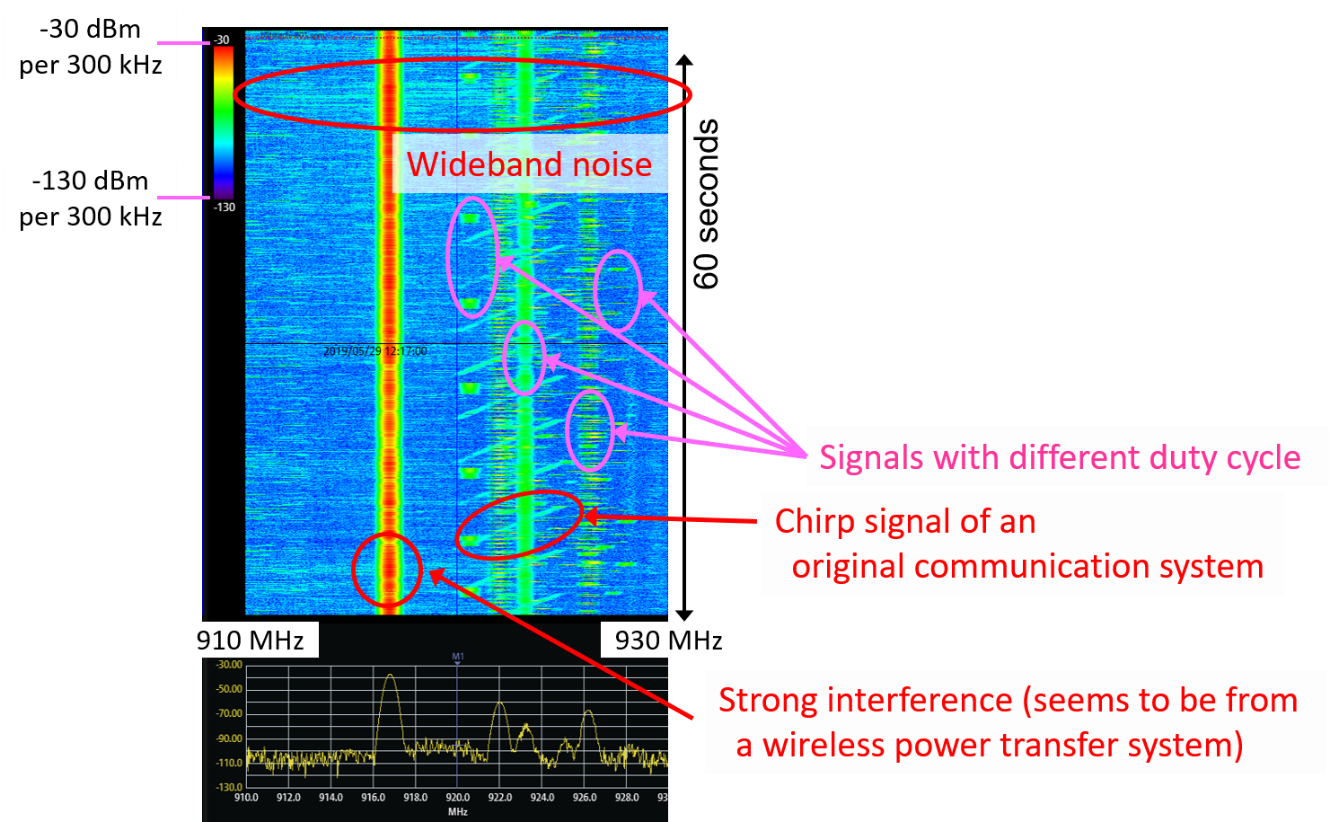 -30 dBm
per 300 kHz
-30
-130 dBm
per 300 kHz
-130
Wideband noise
60 seconds
2019/05/29 12:17:00
Signals with different duty cycle
Chirp signal of an
original communication system
910 MHz
930 MHz
Strong interference (seems to be from
a wireless power transfer system)
M1
-30.00
-50.00
-70.00
-90.00
-110.0
-130.0
910.0 912.0 914.0 916.0 918.0 920.0 922.0 924.0 926.0 928.0 93
MHz